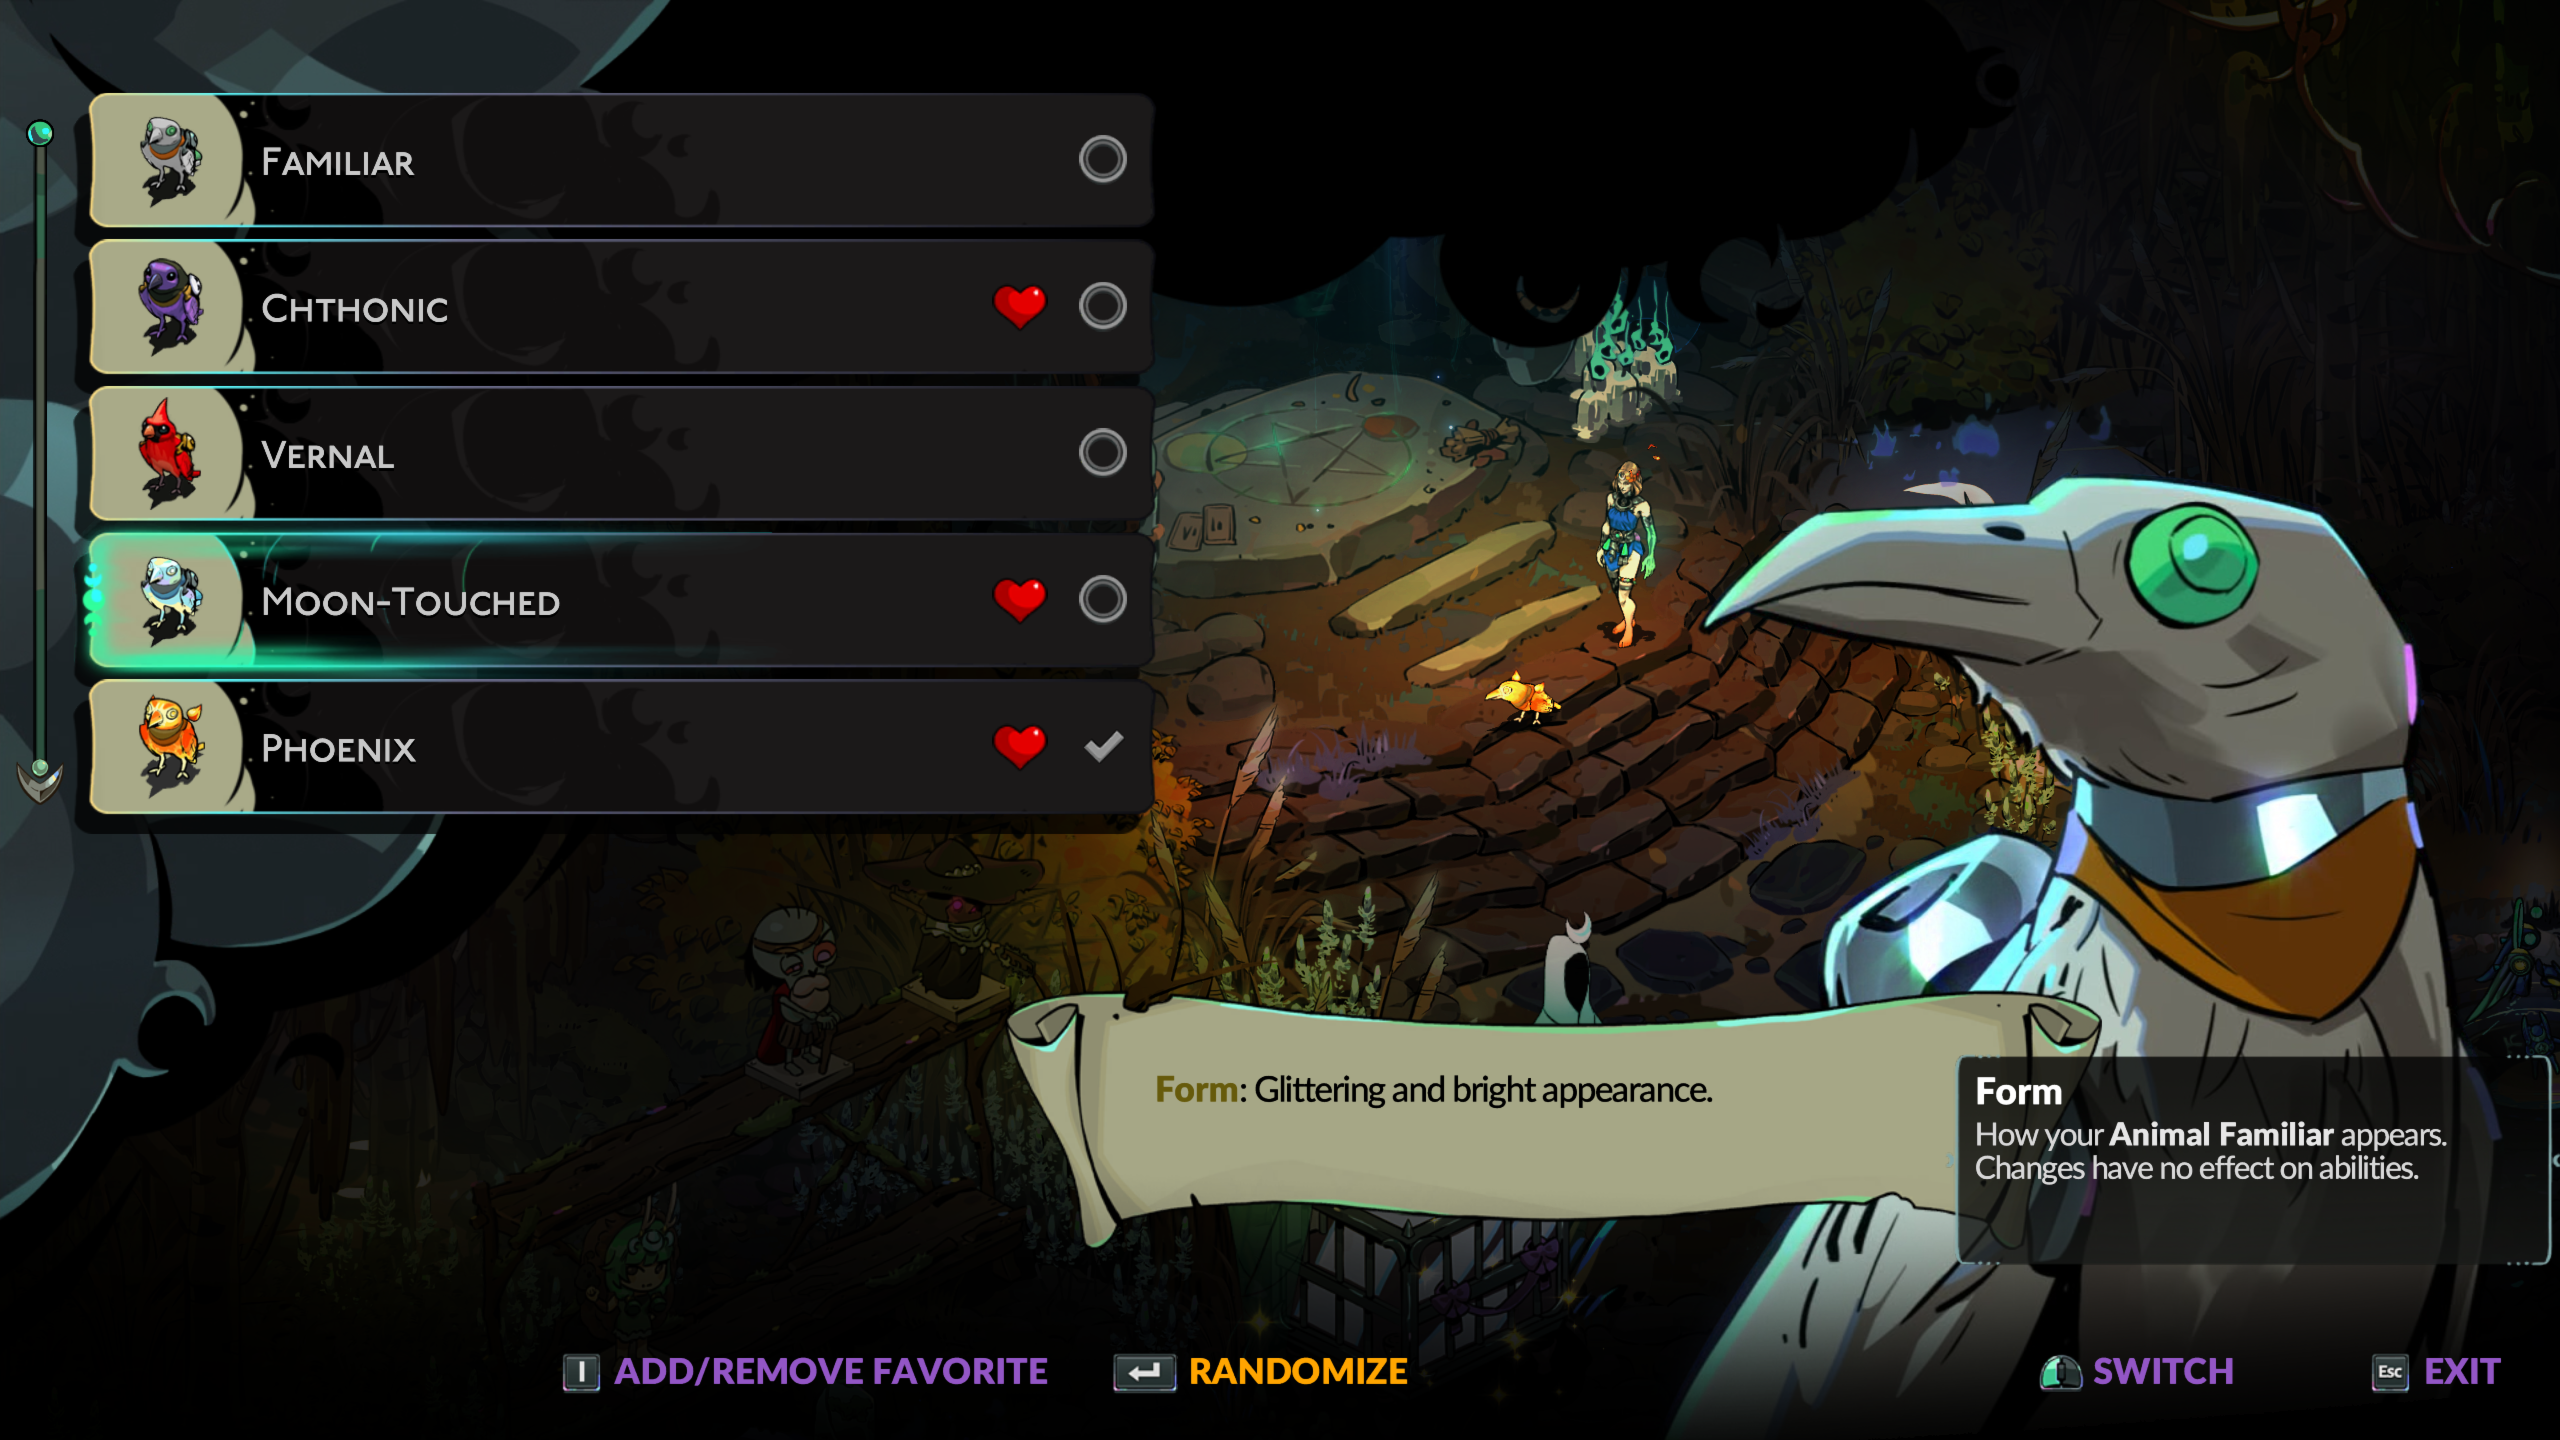 FAMILIAR
CHTHONIC
VERNAL
MOON-TOUCHED
PHOENIX
Form: Glittering and bright appearance.
Form
How your Animal Familiar appears.
Changes have no effect on abilities.
I ADD/REMOVE FAVORITE
RANDOMIZE
SWITCH
Esc EXIT